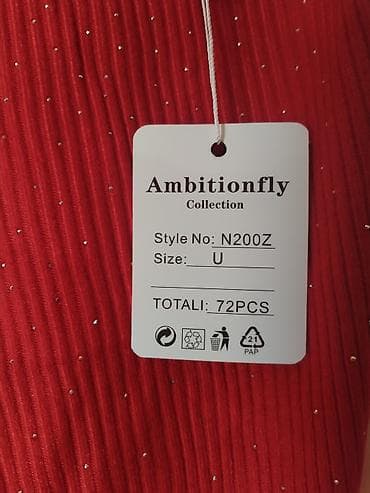 Ambitionfly
Collection
Style No: N200Z
Size: U
TOTALI: 72PCS
21
PAP